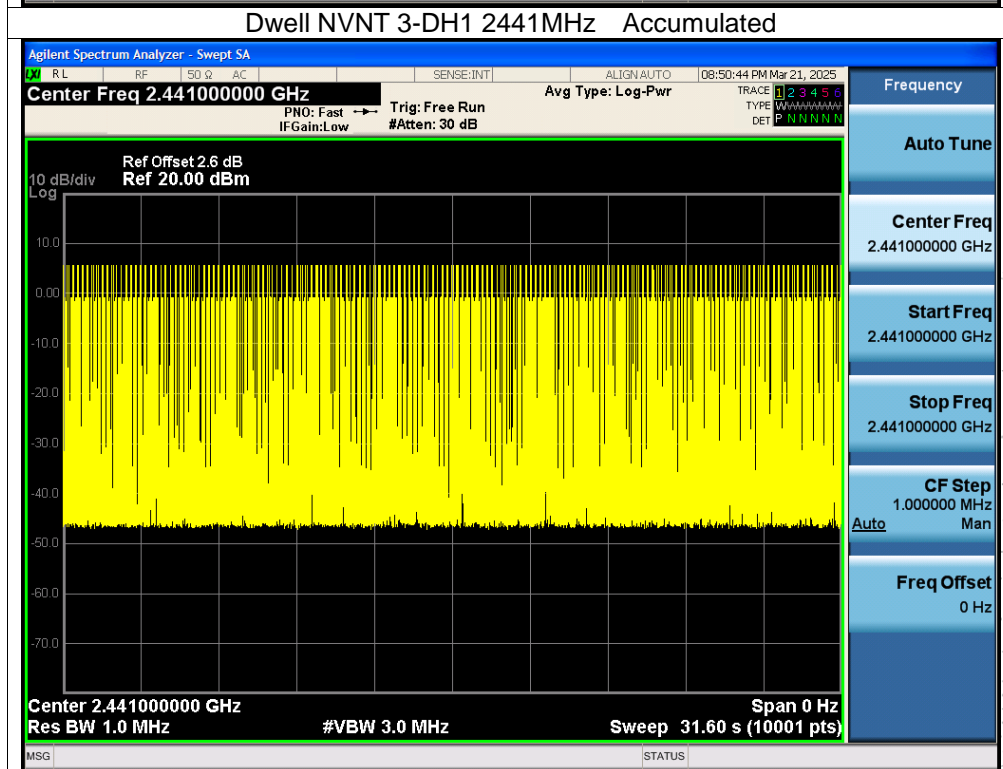 Dwell NVNT 3-DH1 2441MHz Accumulated
Agilent Spectrum Analyzer - Swept SA
LXI RL RF 50 Ω AC SENSE:INT ALIGN AUTO 08:50:44 PM Mar 21, 2025
Center Freq 2.441000000 GHz
PNO: Fast
IFGain:Low
Trig: Free Run
#Atten: 30 dB
Avg Type: Log-Pwr
TRACE 1 2 3 4 5 6
TYPE
DET P N N N N N
Frequency
Auto Tune
Center Freq
2.441000000 GHz
Start Freq
2.441000000 GHz
Stop Freq
2.441000000 GHz
CF Step
1.000000 MHz
Auto Man
Freq Offset
0 Hz
Ref Offset 2.6 dB
10 dB/div Ref 20.00 dBm
Log
10.0
0.00
-10.0
-20.0
-30.0
-40.0
-50.0
-60.0
-70.0
Center 2.441000000 GHz Span 0 Hz
Res BW 1.0 MHz #VBW 3.0 MHz Sweep 31.60 s (10001 pts)
MSG STATUS